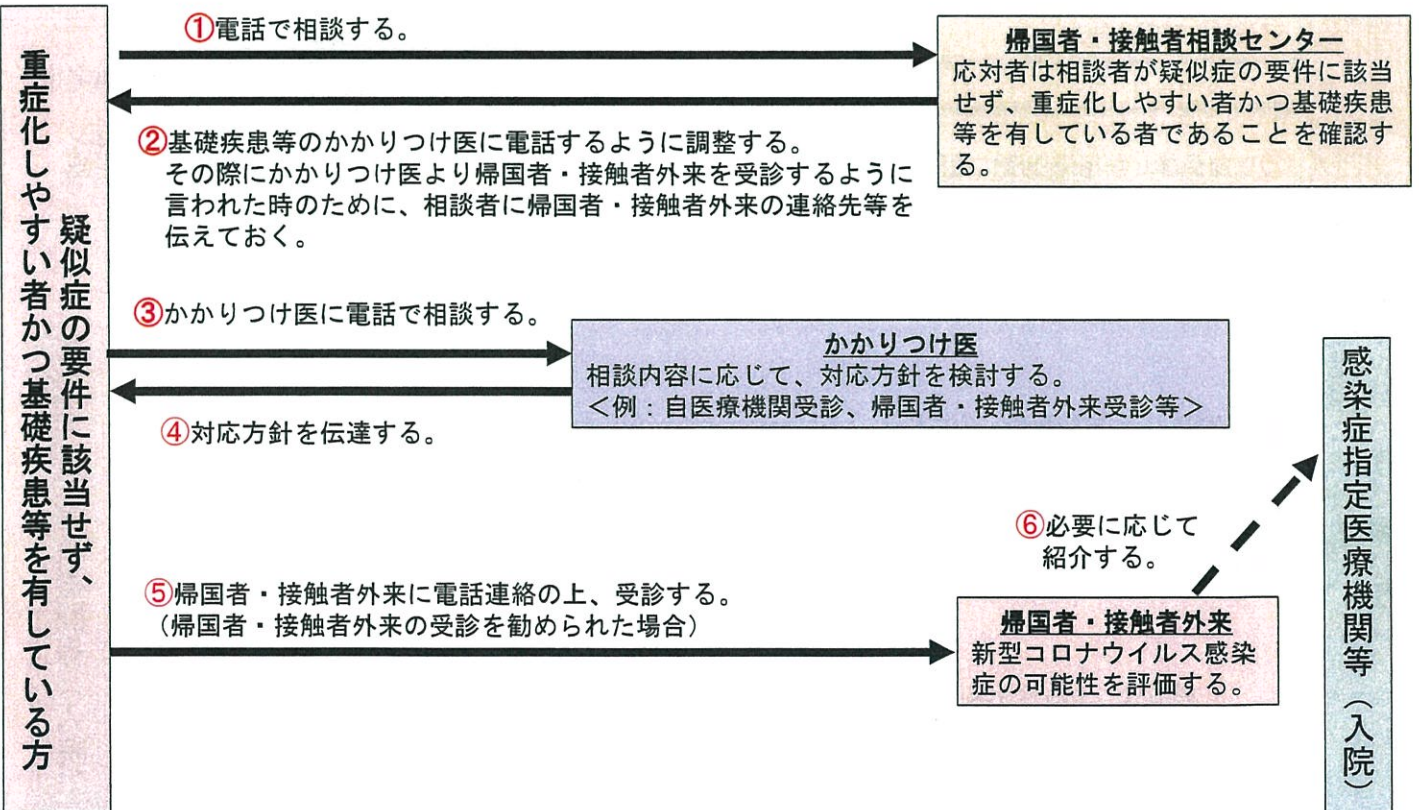 疑似症の要件に該当せず、
重症化しやすい者かつ基礎疾患等を有している方
①電話で相談する。
帰国者・接触者相談センター
応対者は相談者が疑似症の要件に該当
せず、重症化しやすい者かつ基礎疾患
等を有している者であることを確認す
る。
②基礎疾患等のかかりつけ医に電話するように調整する。
その際にかかりつけ医より帰国者・接触者外来を受診するように
言われた時のために、相談者に帰国者・接触者外来の連絡先等を
伝えておく。
③かかりつけ医に電話で相談する。
かかりつけ医
相談内容に応じて、対応方針を検討する。
＜例：自医療機関受診、帰国者・接触者外来受診等＞
④対応方針を伝達する。
⑤帰国者・接触者外来に電話連絡の上、受診する。
（帰国者・接触者外来の受診を勧められた場合）
帰国者・接触者外来
新型コロナウイルス感染
症の可能性を評価する。
⑥必要に応じて
紹介する。
感染症指定医療機関等（入院）